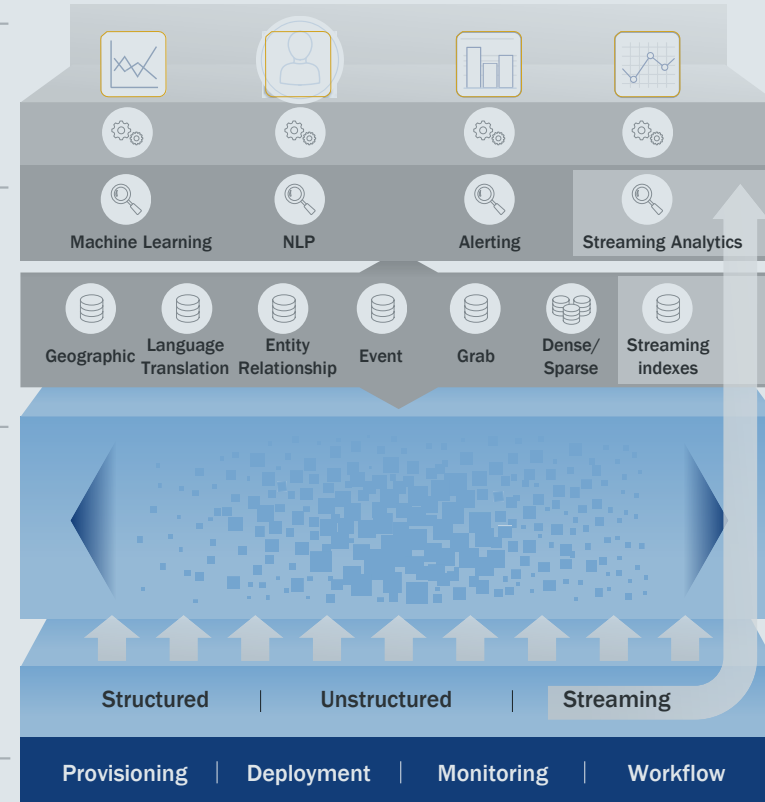 Machine Learning NLP Alerting Streaming Analytics
Geographic Language Translation Entity Relationship Event Grab Dense/ Sparse Streaming indexes
Structured Unstructured Streaming
Provisioning Deployment Monitoring Workflow